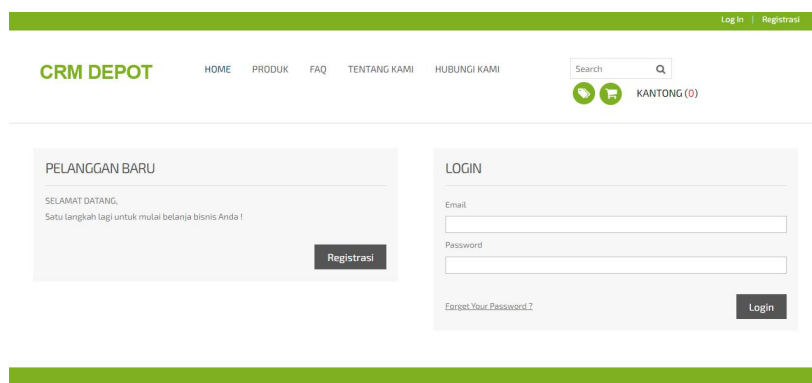 Log In | Registrasi
CRM DEPOT
HOME PRODUK FAQ TENTANG KAMI HUBUNGI KAMI
Search
KANTONG (0)
PELANGGAN BARU
SELAMAT DATANG,
Satu langkah lagi untuk mulai belanja bisnis Anda !
Registrasi
LOGIN
Email
Password
Forget Your Password ?
Login